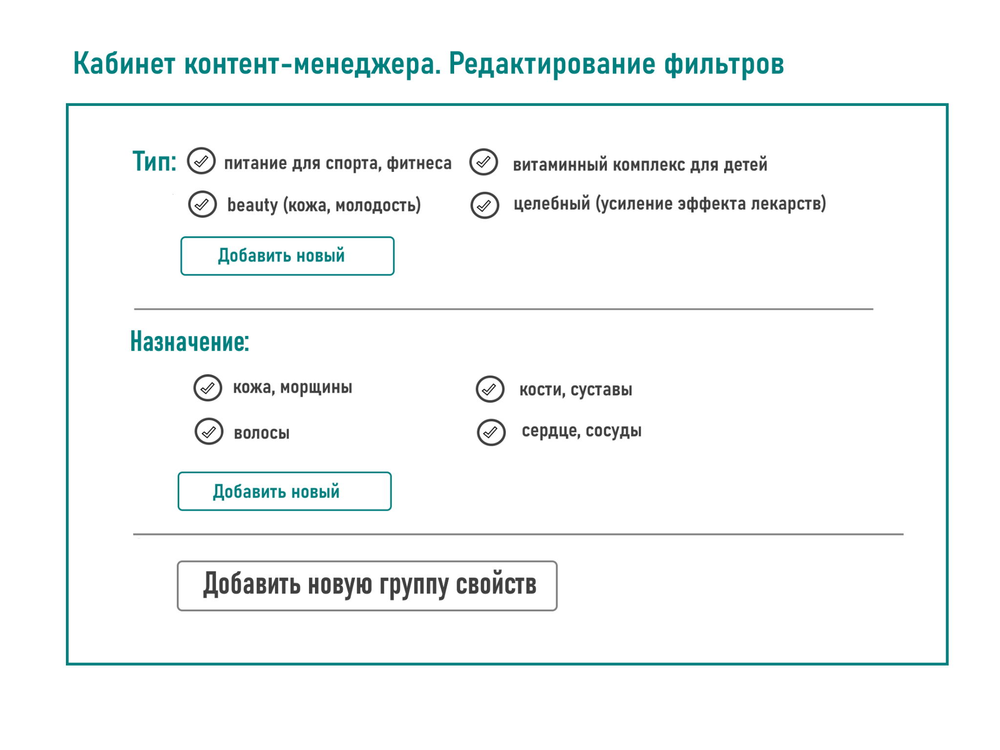 Кабинет контент-менеджера. Редактирование фильтров
Тип: питание для спорта, фитнеса витаминный комплекс для детей
beauty (кожа, молодость) целебный (усиление эффекта лекарств)
Добавить новый
Назначение:
кожа, морщины кости, суставы
волосы сердце, сосуды
Добавить новый
Добавить новую группу свойств